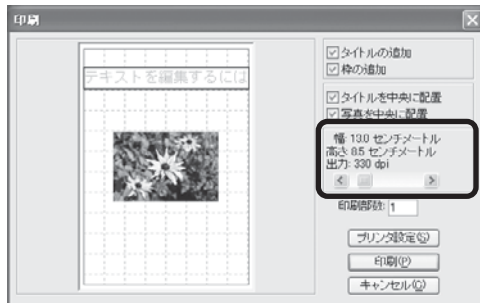 印刷
テキストを編集するには
タイトルの追加
枠の追加
タイトルを中央に配置
写真を中央に配置
幅: 13.0 センチメートル
高さ: 8.5 センチメートル
出力: 330 dpi
印刷部数: 1
プリンタ設定(S)
印刷(P)
キャンセル(C)